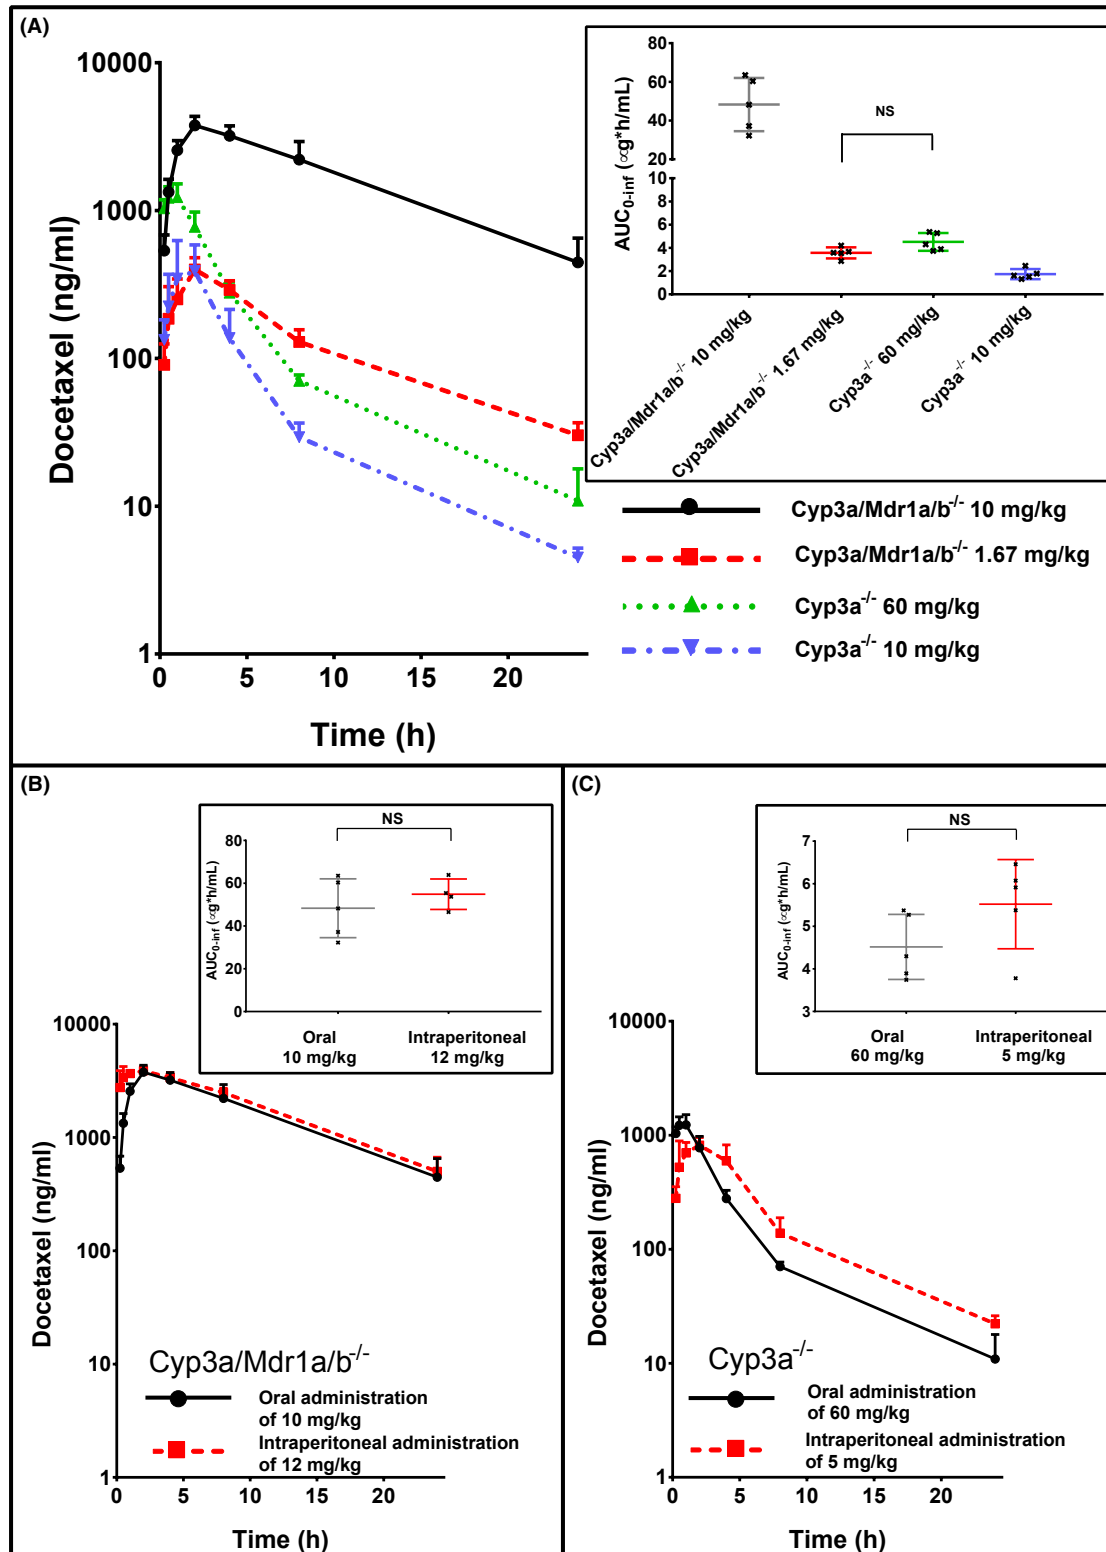 (A)
10000
1000
100
10
1
0
5
10
15
20
Docetaxel (ng/ml)
Time (h)
80
60
40
20
10
8
6
4
2
0
AUC0-inf (∝g*h/mL)
NS
Cyp3a/Mdr1a/b-/- 10 mg/kg
Cyp3a/Mdr1a/b-/- 1.67 mg/kg
Cyp3a-/- 60 mg/kg
Cyp3a-/- 10 mg/kg
Cyp3a/Mdr1a/b-/- 10 mg/kg
Cyp3a/Mdr1a/b-/- 1.67 mg/kg
Cyp3a-/- 60 mg/kg
Cyp3a-/- 10 mg/kg
(B)
NS
80
60
40
20
0
AUC0-inf (∝g*h/mL)
Oral
10 mg/kg
Intraperitoneal
12 mg/kg
10000
1000
100
10
1
0
5
10
15
20
Docetaxel (ng/ml)
Cyp3a/Mdr1a/b-/-
Oral administration
of 10 mg/kg
Intraperitoneal administration
of 12 mg/kg
Time (h)
(C)
NS
7
6
5
4
3
AUC0-inf (∝g*h/mL)
Oral
60 mg/kg
Intraperitoneal
5 mg/kg
10000
1000
100
10
1
0
5
10
15
20
Docetaxel (ng/ml)
Cyp3a-/-
Oral administration
of 60 mg/kg
Intraperitoneal administration
of 5 mg/kg
Time (h)